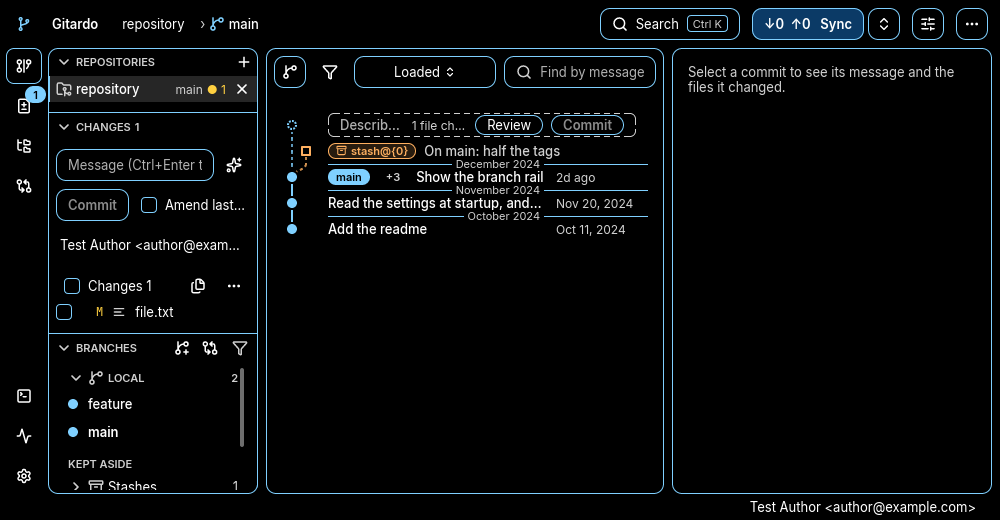 Gitardo repository › main Search Ctrl K ↓0 ↑0 Sync
REPOSITORIES
repository main 1
1
CHANGES 1
Message (Ctrl+Enter t
Commit Amend last...
Test Author <author@exam...
Changes 1
M file.txt
BRANCHES
LOCAL 2
feature
main
KEPT ASIDE
Stashes 1
Loaded Find by message
Describ... 1 file ch... Review Commit
stash@{0} On main: half the tags
December 2024
main +3 Show the branch rail 2d ago
November 2024
Read the settings at startup, and... Nov 20, 2024
October 2024
Add the readme Oct 11, 2024
Select a commit to see its message and the
files it changed.
Test Author <author@example.com>